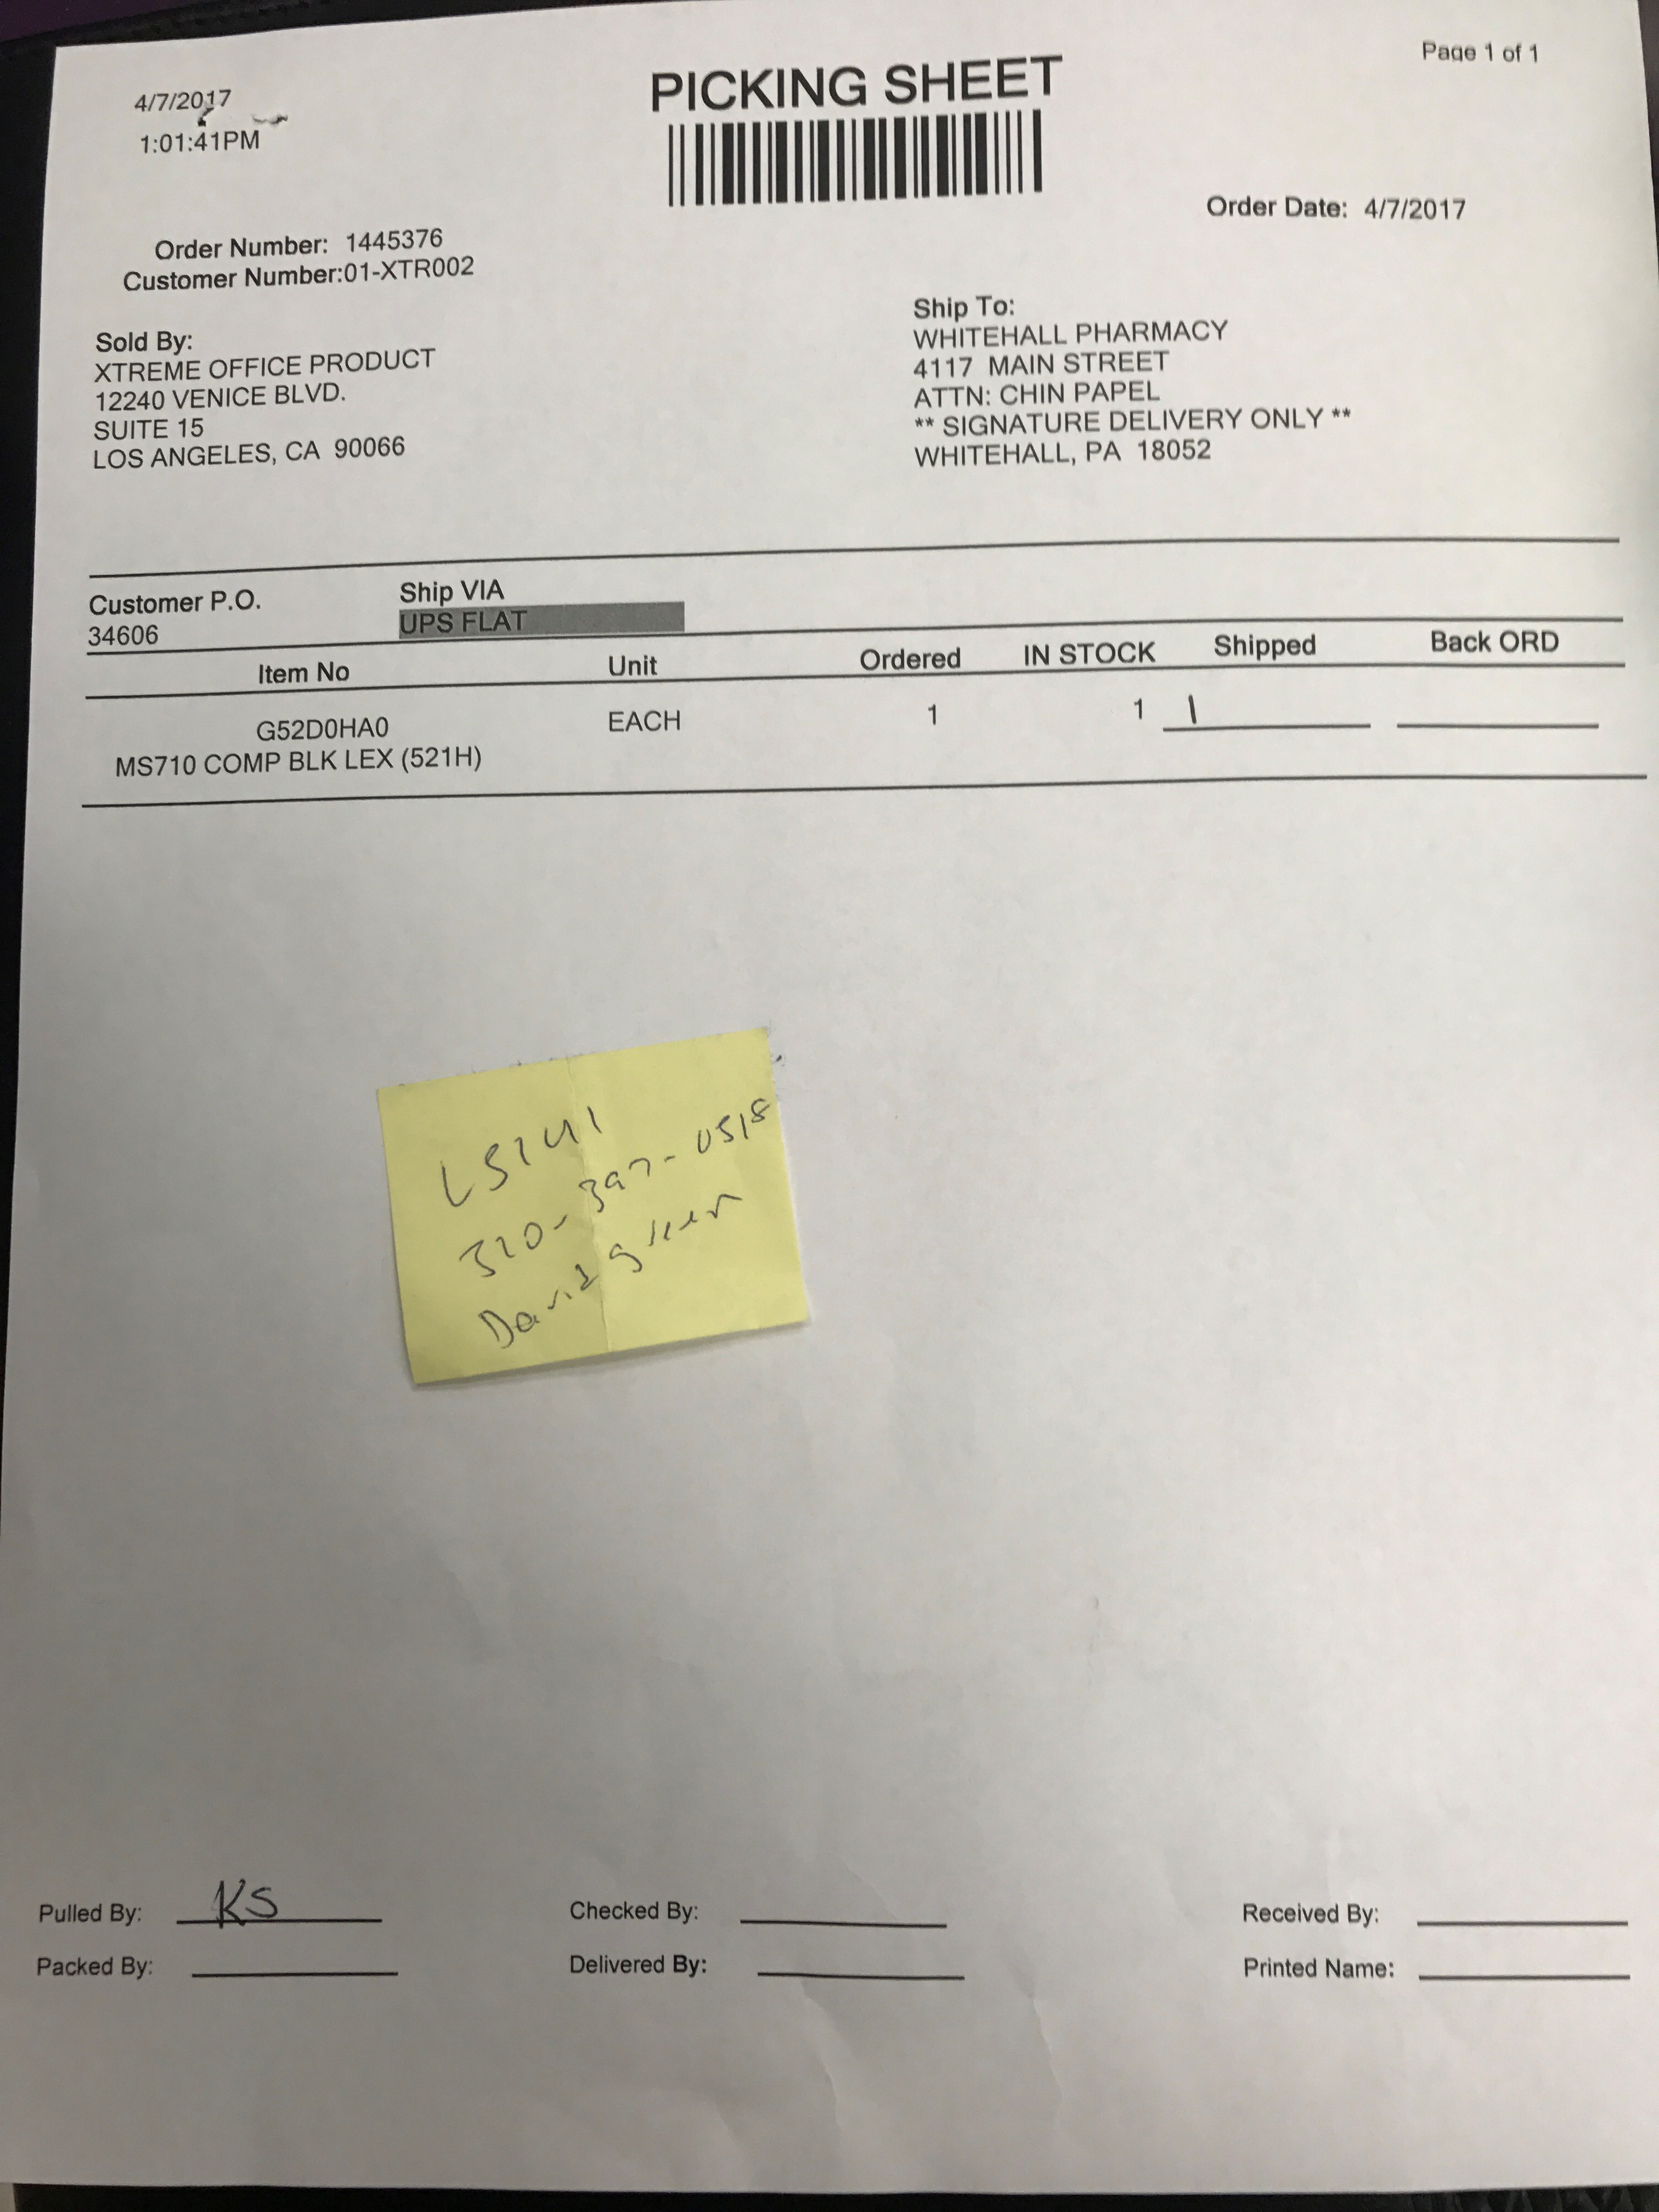 Page 1 of 1
4/7/2017
1:01:41PM
PICKING SHEET
Order Date: 4/7/2017
Order Number: 1445376
Customer Number:01-XTR002
Sold By:
XTREME OFFICE PRODUCT
12240 VENICE BLVD.
SUITE 15
LOS ANGELES, CA 90066
Ship To:
WHITEHALL PHARMACY
4117 MAIN STREET
ATTN: CHIN PAPEL
** SIGNATURE DELIVERY ONLY **
WHITEHALL, PA 18052
Customer P.O. Ship VIA
34606 UPS FLAT
Item No Unit Ordered IN STOCK Shipped Back ORD
G52D0HA0 EACH 1 1 1
MS710 COMP BLK LEX (521H)
310-397-0518
David green
Pulled By: KS Checked By: Received By:
Packed By: Delivered By: Printed Name: